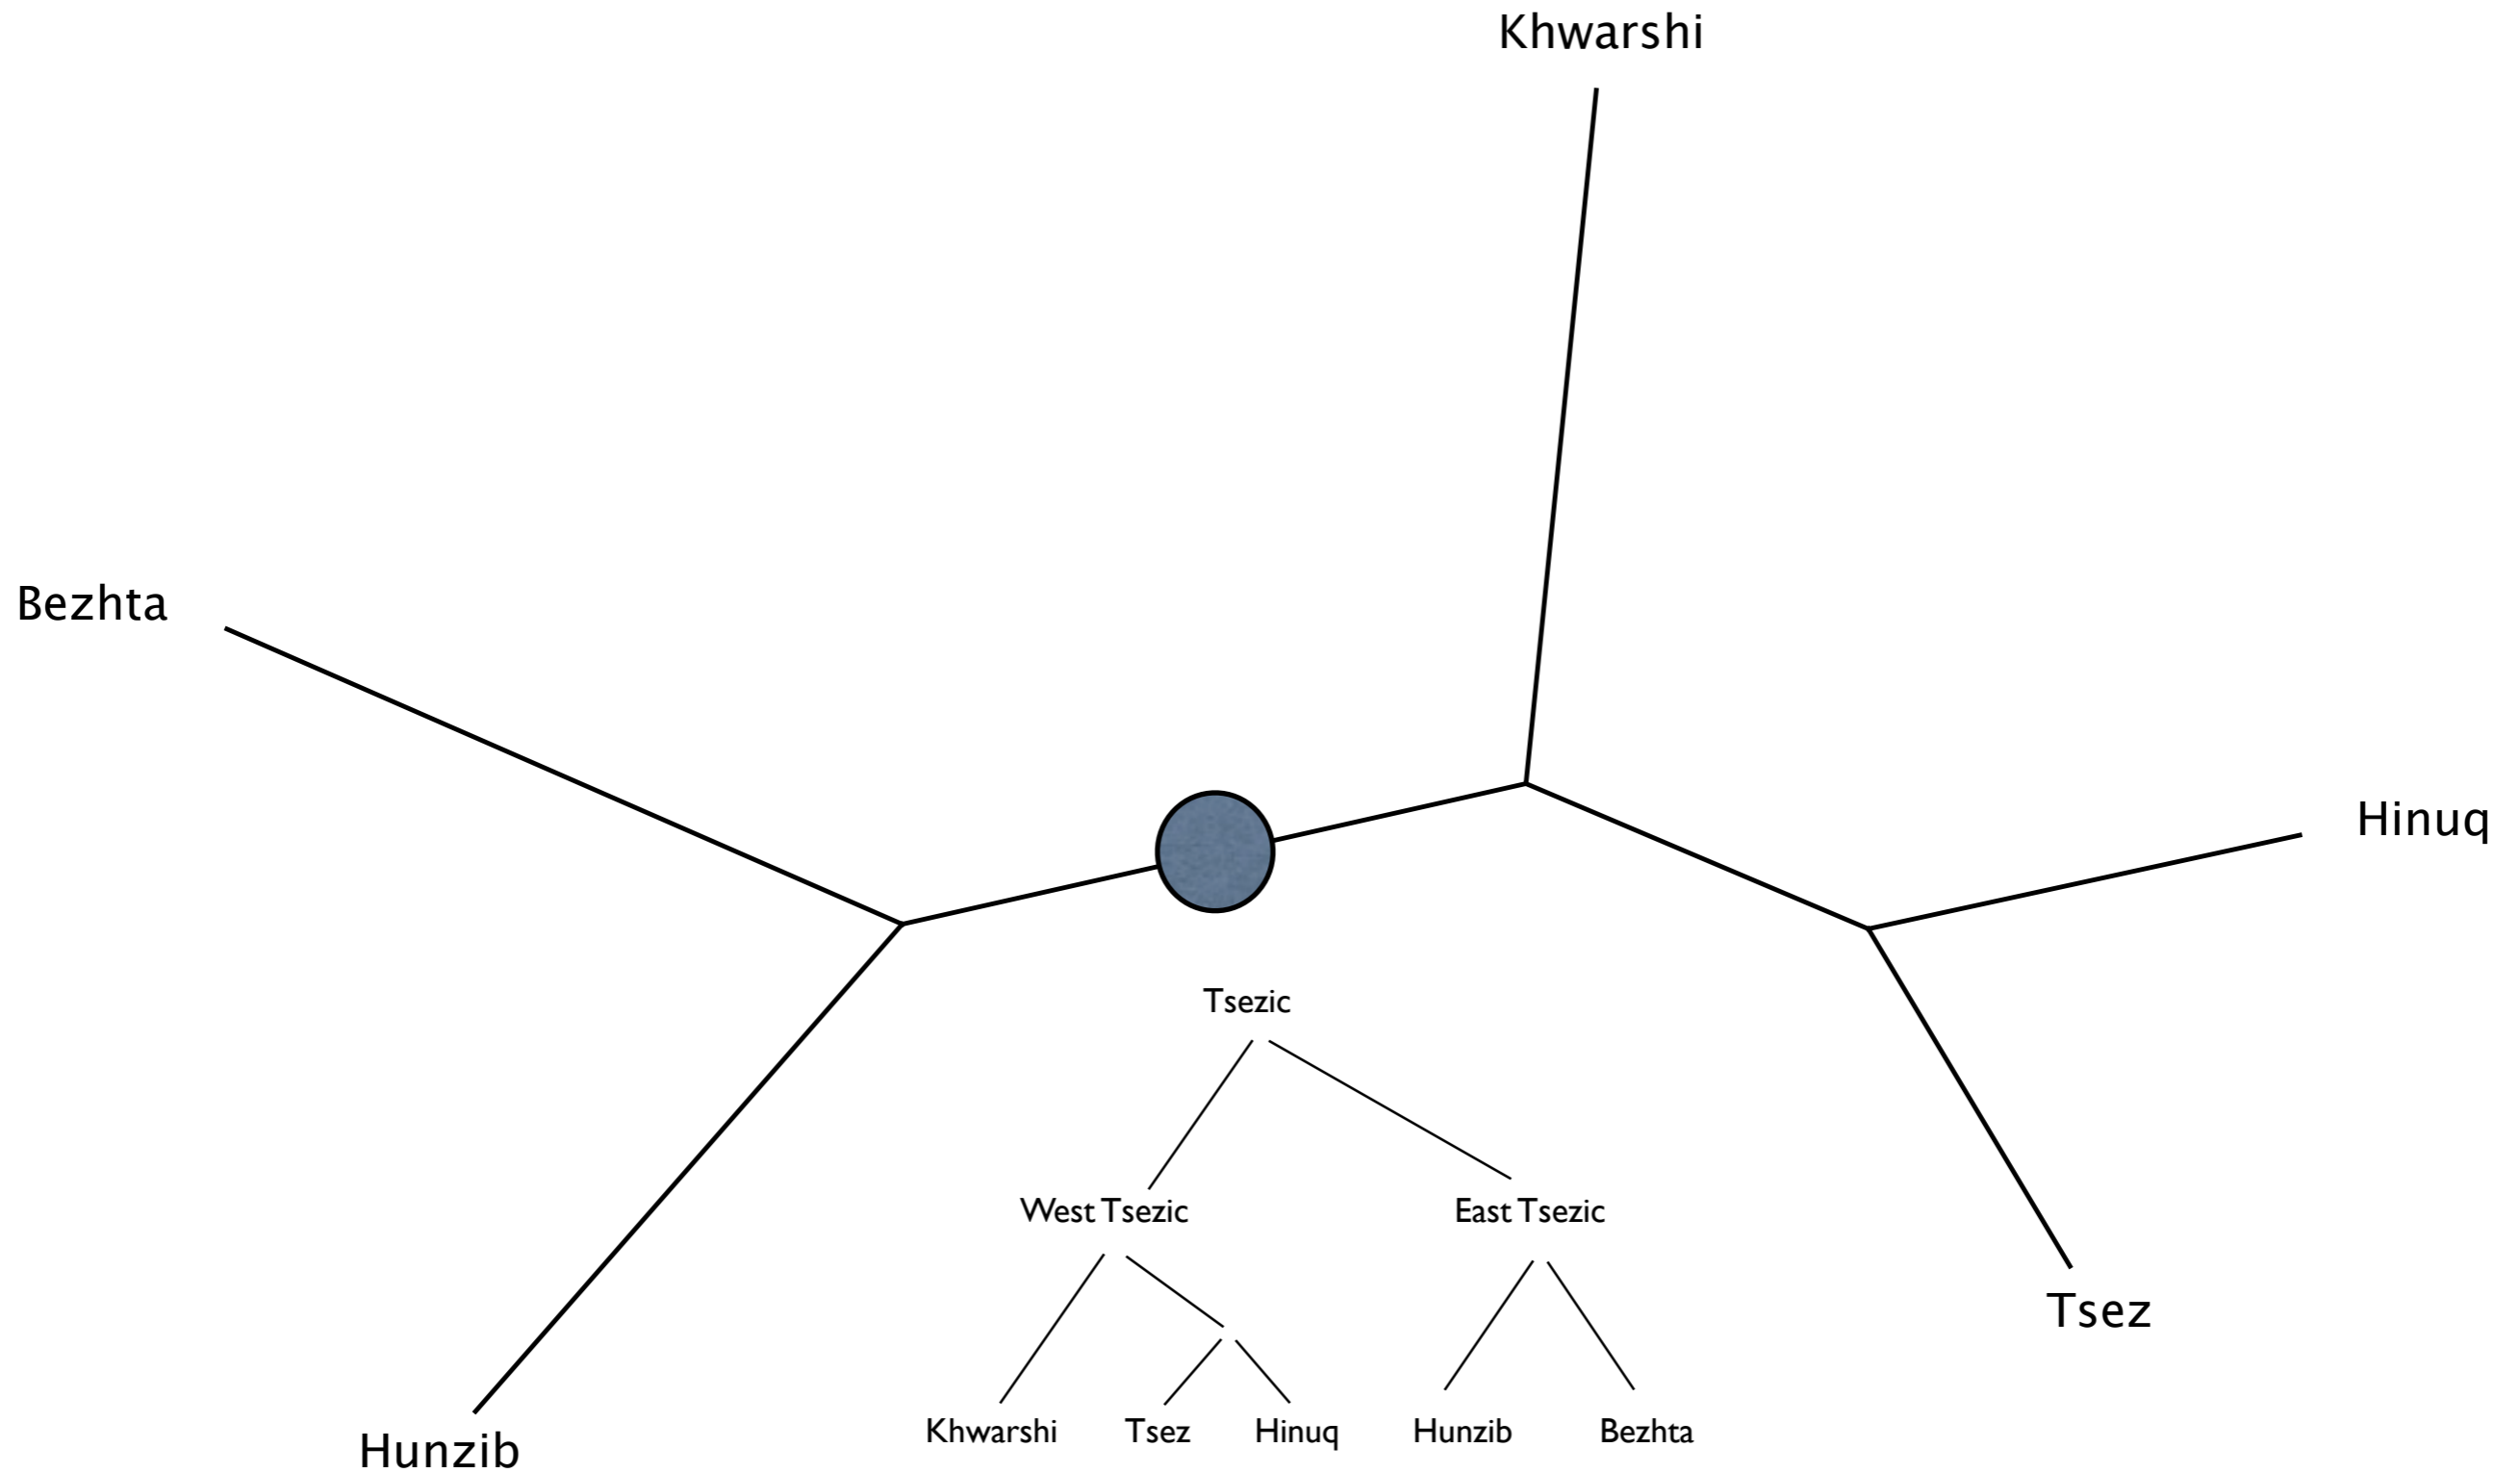 Khwarshi
Bezhta
Hinuq
Tsezic
West Tsezic
East Tsezic
Tsez
Khwarshi
Tsez
Hinuq
Hunzib
Bezhta
Hunzib